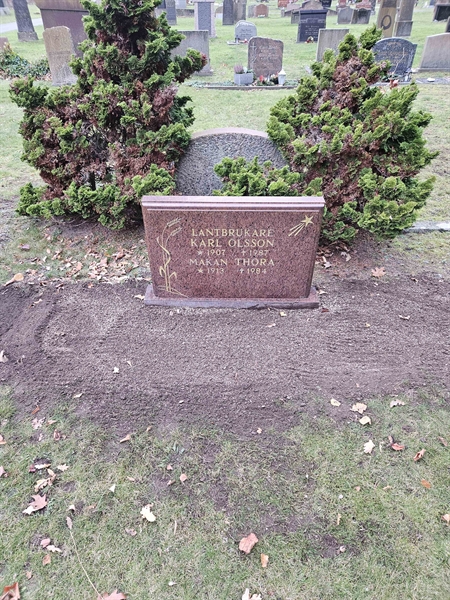 LANTBRUKARE
KARL OLSSON
* 1907 † 1987
MAKAN THORA
* 1913 † 1984